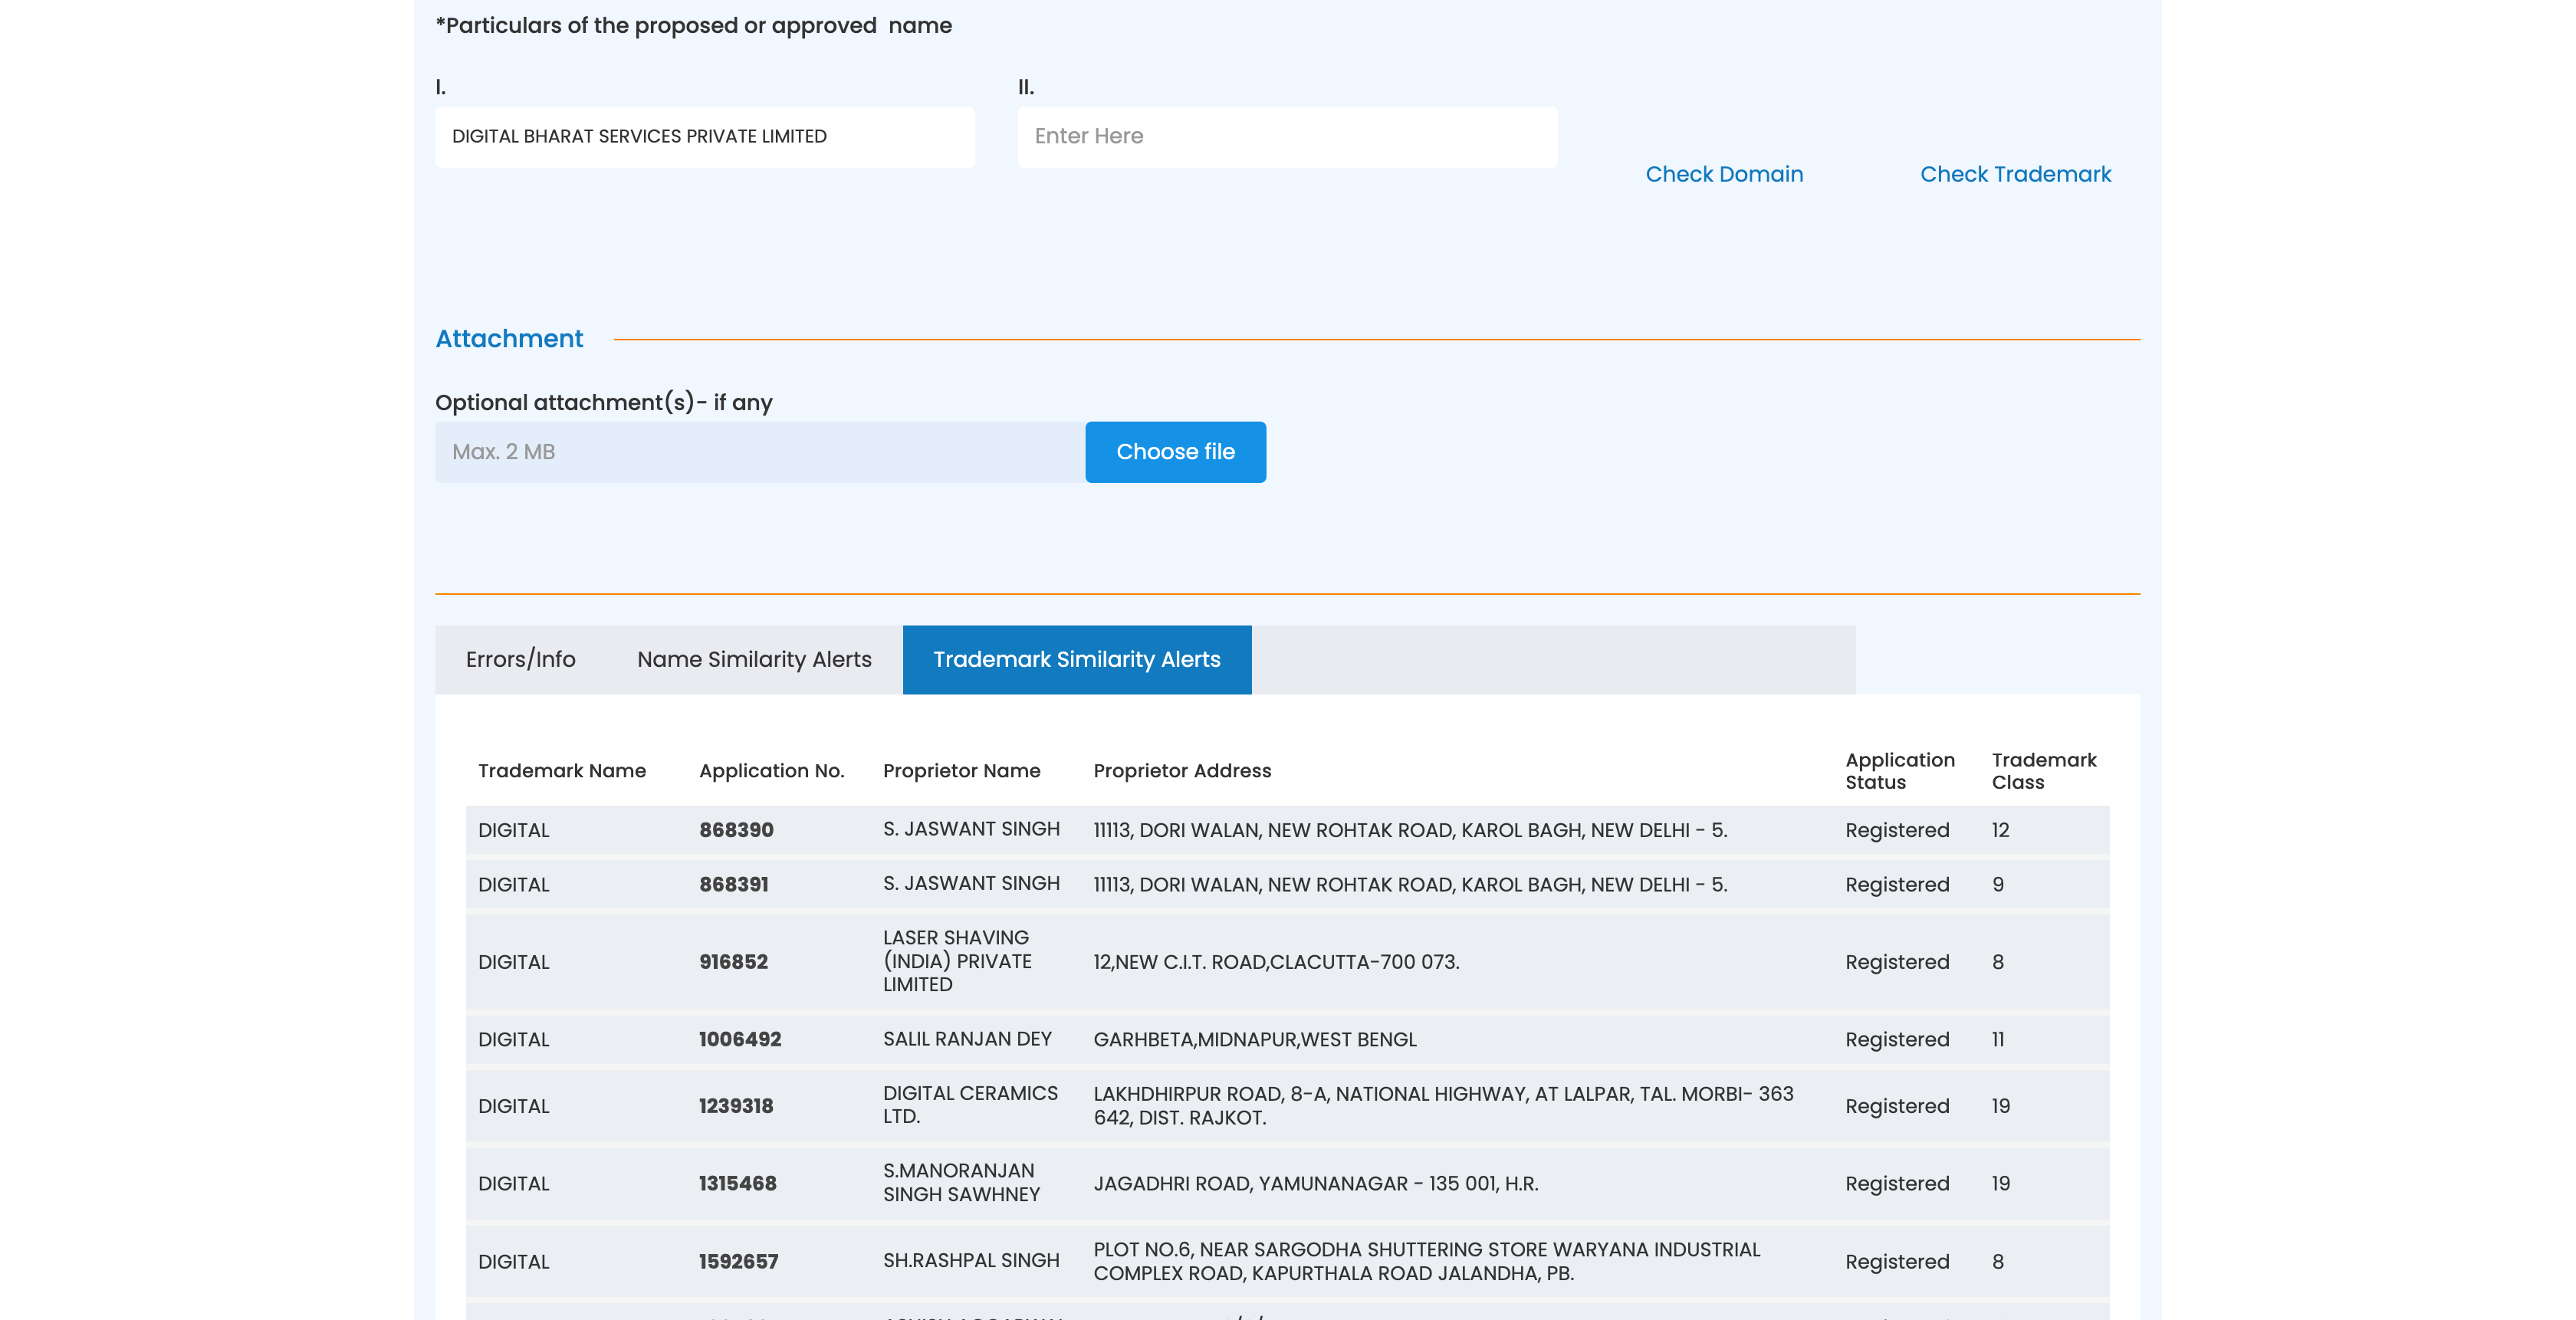 *Particulars of the proposed or approved name
I.
II.
DIGITAL BHARAT SERVICES PRIVATE LIMITED
Enter Here
Check Domain
Check Trademark
Attachment
Optional attachment(s)- if any
Max. 2 MB
Choose file
Errors/Info
Name Similarity Alerts
Trademark Similarity Alerts
Trademark Name
Application No.
Proprietor Name
Proprietor Address
Application
Status
Trademark
Class
DIGITAL
868390
S. JASWANT SINGH
11113, DORI WALAN, NEW ROHTAK ROAD, KAROL BAGH, NEW DELHI - 5.
Registered
12
DIGITAL
868391
S. JASWANT SINGH
11113, DORI WALAN, NEW ROHTAK ROAD, KAROL BAGH, NEW DELHI - 5.
Registered
9
DIGITAL
916852
LASER SHAVING
(INDIA) PRIVATE
LIMITED
12,NEW C.I.T. ROAD,CLACUTTA-700 073.
Registered
8
DIGITAL
1006492
SALIL RANJAN DEY
GARHBETA,MIDNAPUR,WEST BENGL
Registered
11
DIGITAL
1239318
DIGITAL CERAMICS
LTD.
LAKHDHIRPUR ROAD, 8-A, NATIONAL HIGHWAY, AT LALPAR, TAL. MORBI- 363
642, DIST. RAJKOT.
Registered
19
DIGITAL
1315468
S.MANORANJAN
SINGH SAWHNEY
JAGADHRI ROAD, YAMUNANAGAR - 135 001, H.R.
Registered
19
DIGITAL
1592657
SH.RASHPAL SINGH
PLOT NO.6, NEAR SARGODHA SHUTTERING STORE WARYANA INDUSTRIAL
COMPLEX ROAD, KAPURTHALA ROAD JALANDHA, PB.
Registered
8